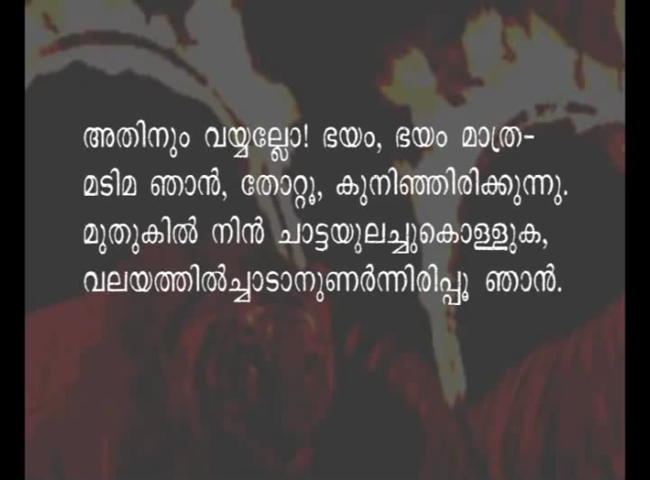 അതിനും വയ്യല്ലോ! ഭയം, ഭയം മാത്ര-
മടിമ ഞാൻ, തോറ്റൂ, കുനിഞ്ഞിരിക്കുന്നു.
മുതുകിൽ നിൻ ചാട്ടയുലച്ചുകൊള്ളുക,
വലയത്തിൽച്ചാടാനുണർന്നിരിപ്പൂ ഞാൻ.